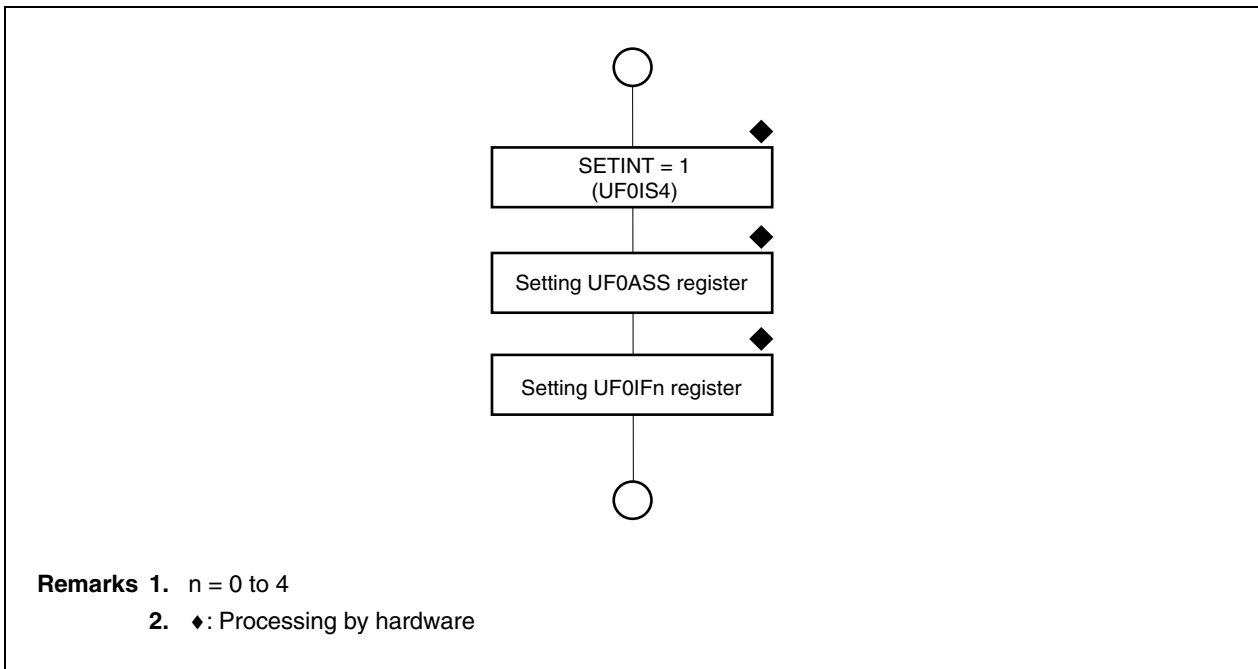 SETINT = 1
(UF0IS4)
Setting UF0ASS register
Setting UF0IFn register
Remarks 1. n = 0 to 4
2. ♦: Processing by hardware